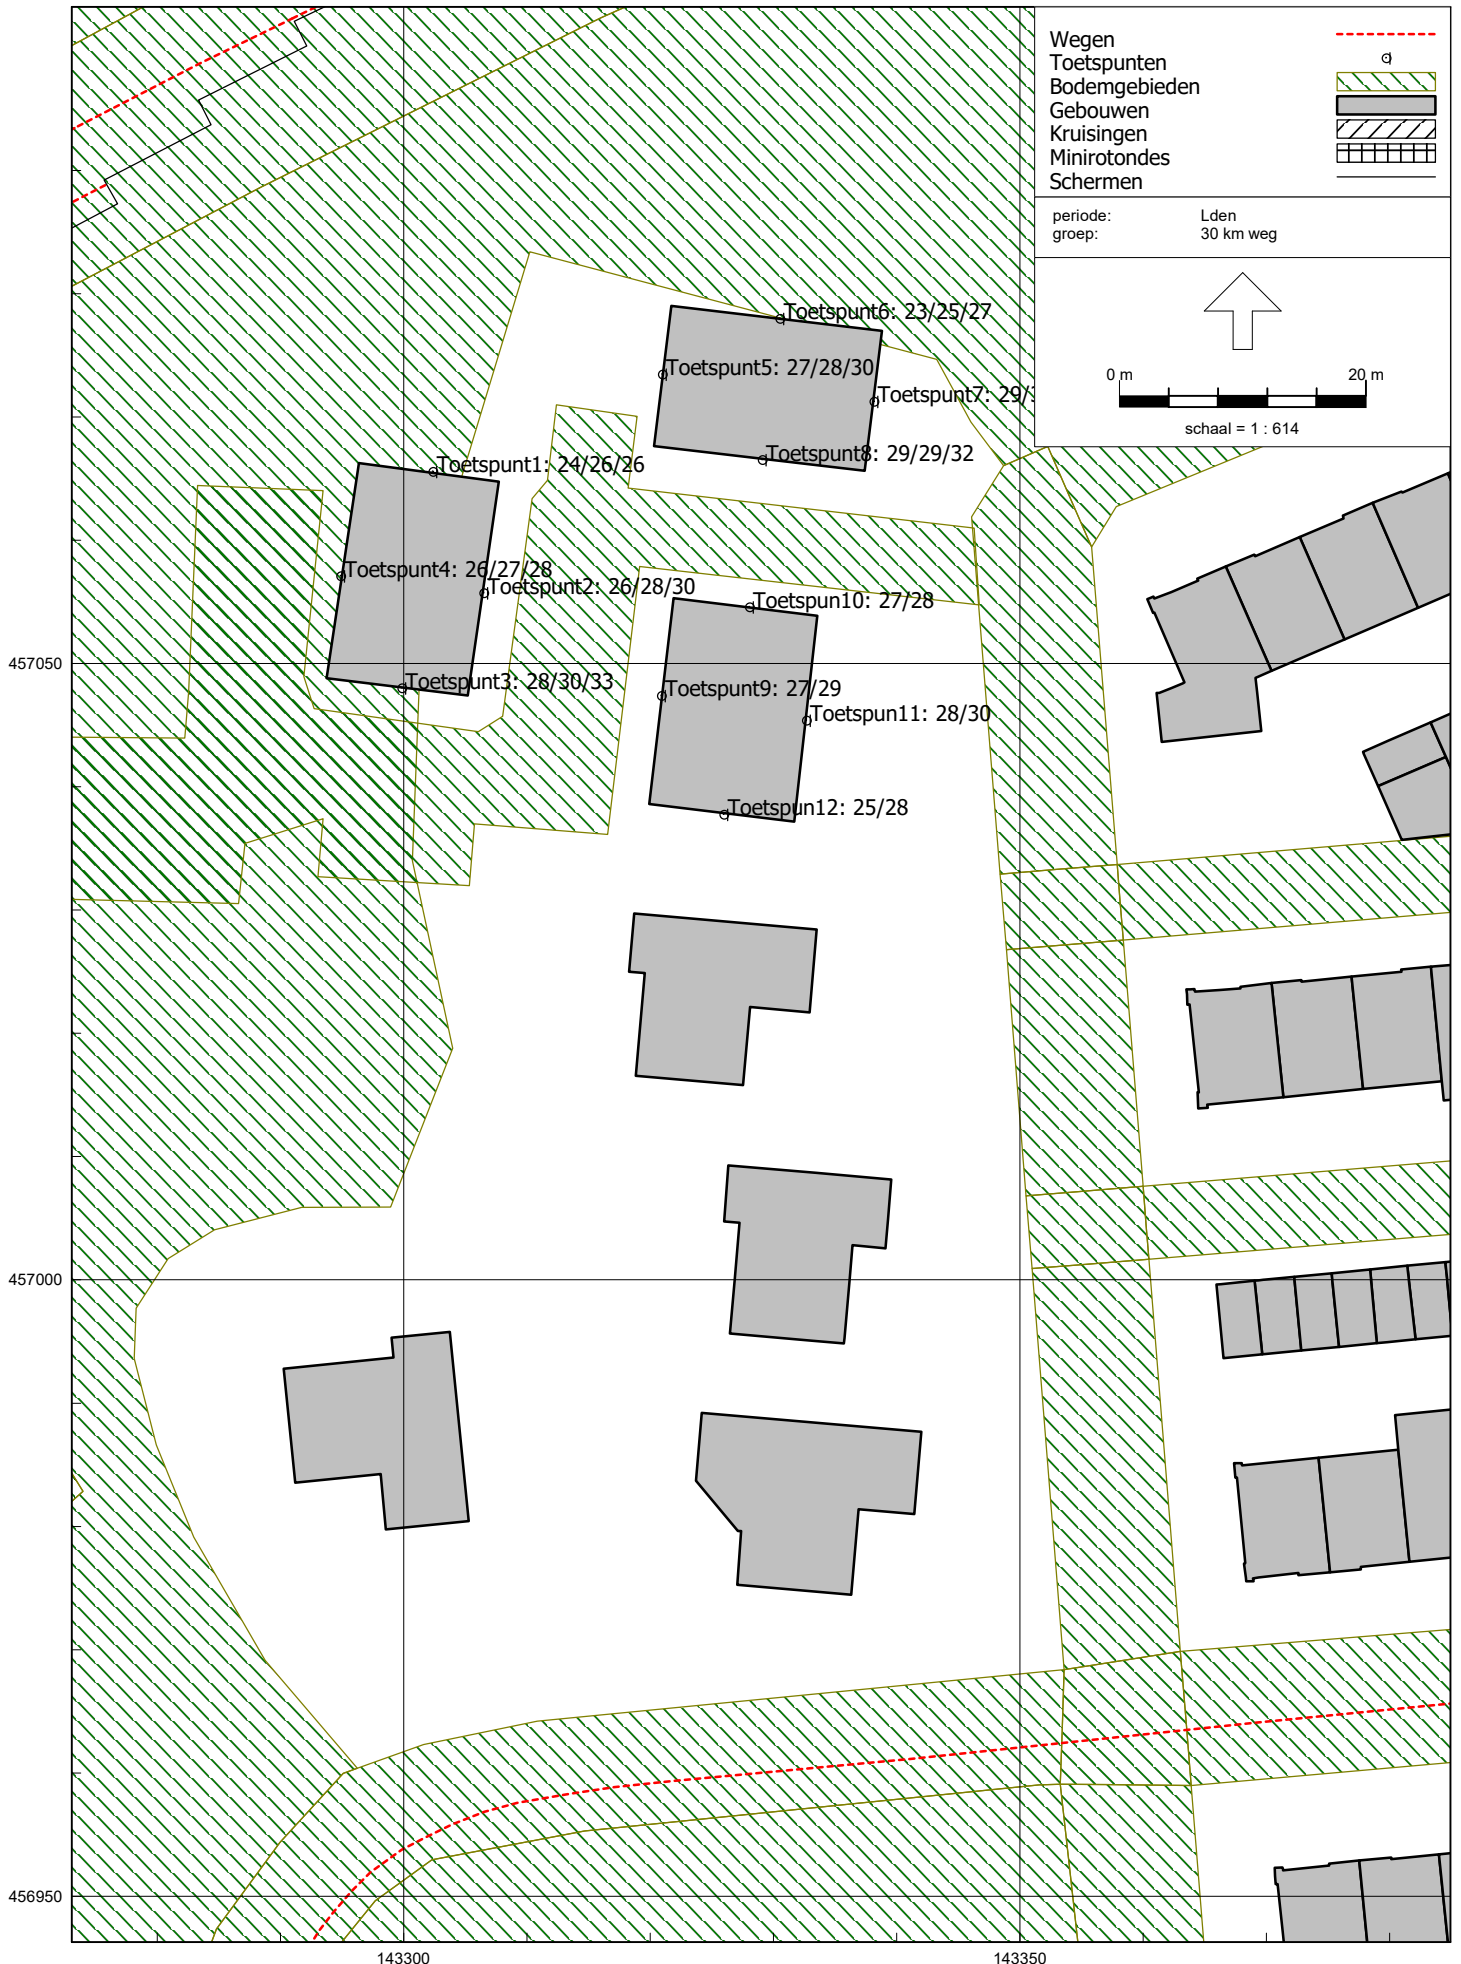 Wegen
Toetspunten
Bodemgebieden
Gebouwen
Kruisingen
Minirotondes
Schermen
periode: Lden
groep: 30 km weg
0 m 20 m
schaal = 1 : 614
Toetspunt6: 23/25/27
Toetspunt5: 27/28/30
Toetspunt7: 29/
Toetspunt8: 29/29/32
Toetspunt1: 24/26/26
Toetspunt4: 26/27/28
Toetspunt2: 26/28/30
Toetspun10: 27/28
Toetspunt3: 28/30/33
Toetspunt9: 27/29
Toetspun11: 28/30
Toetspun12: 25/28
457050
457000
456950
143300 143350